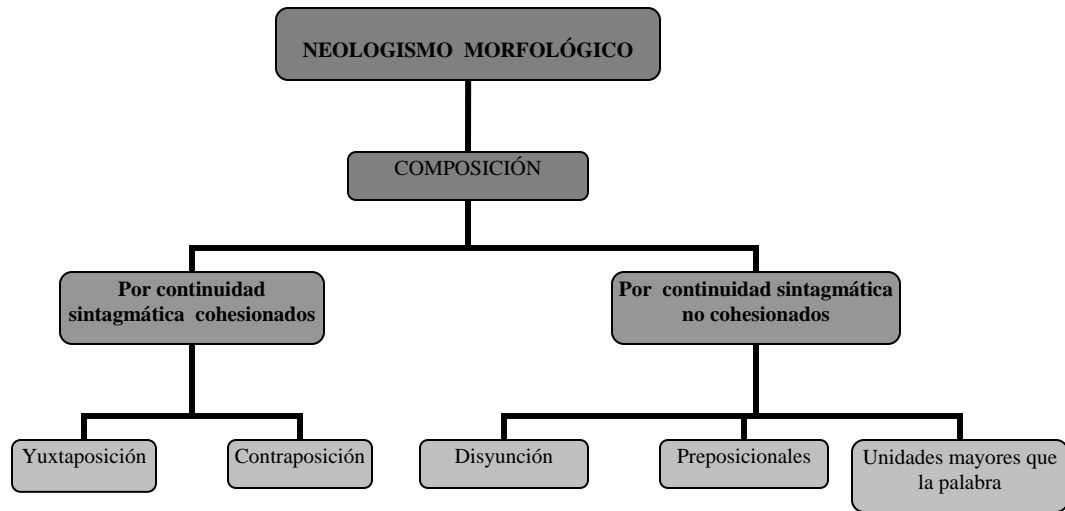 NEOLOGISMO MORFOLÓGICO
COMPOSICIÓN
Por continuidad
sintagmática cohesionados
Por continuidad sintagmática
no cohesionados
Yuxtaposición
Contraposición
Disyunción
Preposicionales
Unidades mayores que
la palabra